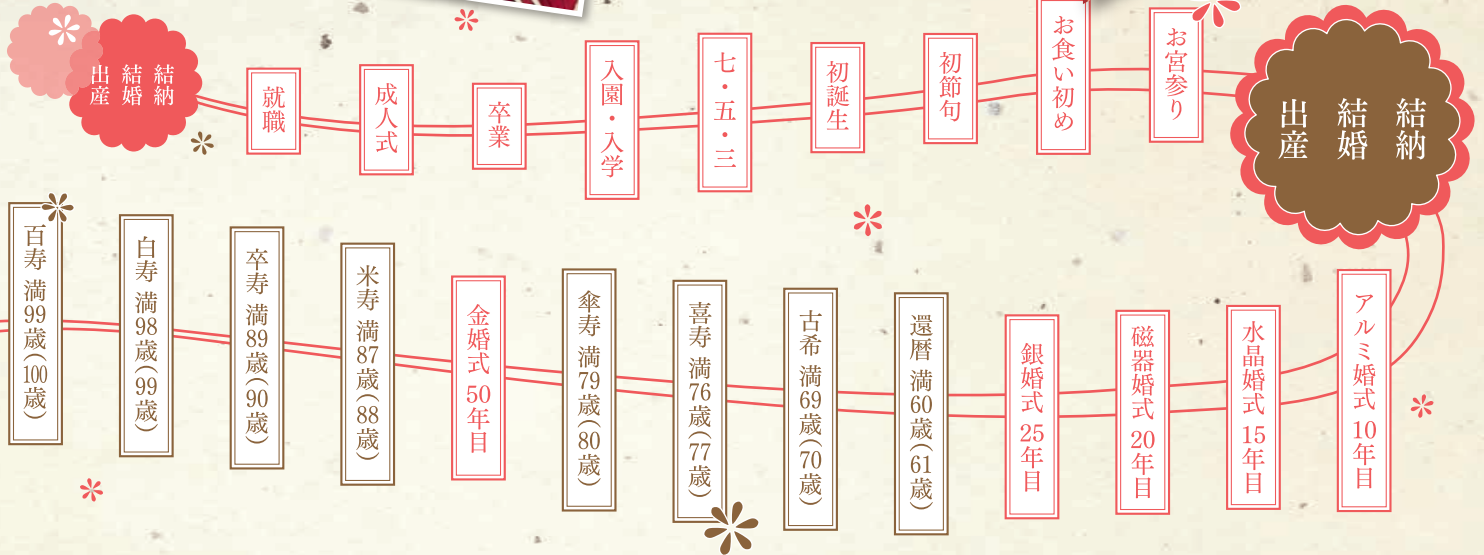 結納
結婚
出産
お宮参り
お食い初め
初節句
初誕生
七・五・三
入園・入学
卒業
成人式
就職
結納
結婚
出産
アルミ婚式 10年目
水晶婚式 15年目
磁器婚式 20年目
銀婚式 25年目
還暦 満60歳(61歳)
古希 満69歳(70歳)
喜寿 満76歳(77歳)
傘寿 満79歳(80歳)
金婚式 50年目
米寿 満87歳(88歳)
卒寿 満89歳(90歳)
白寿 満98歳(99歳)
百寿 満99歳(100歳)